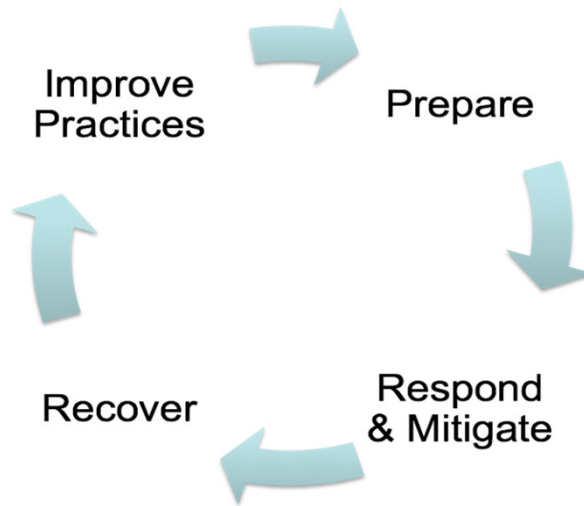 Improve
Practices
Prepare
Respond
& Mitigate
Recover